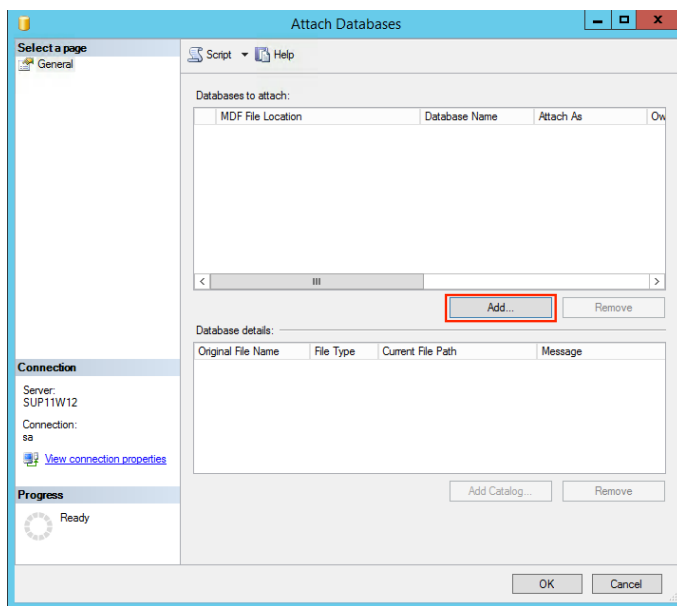 Attach Databases
Select a page
General
Script Help
Databases to attach:
MDF File Location Database Name Attach As Ow
Add... Remove
Database details:
Original File Name File Type Current File Path Message
Connection
Server:
SUP11W12
Connection:
sa
View connection properties
Add Catalog... Remove
Progress
Ready
OK Cancel